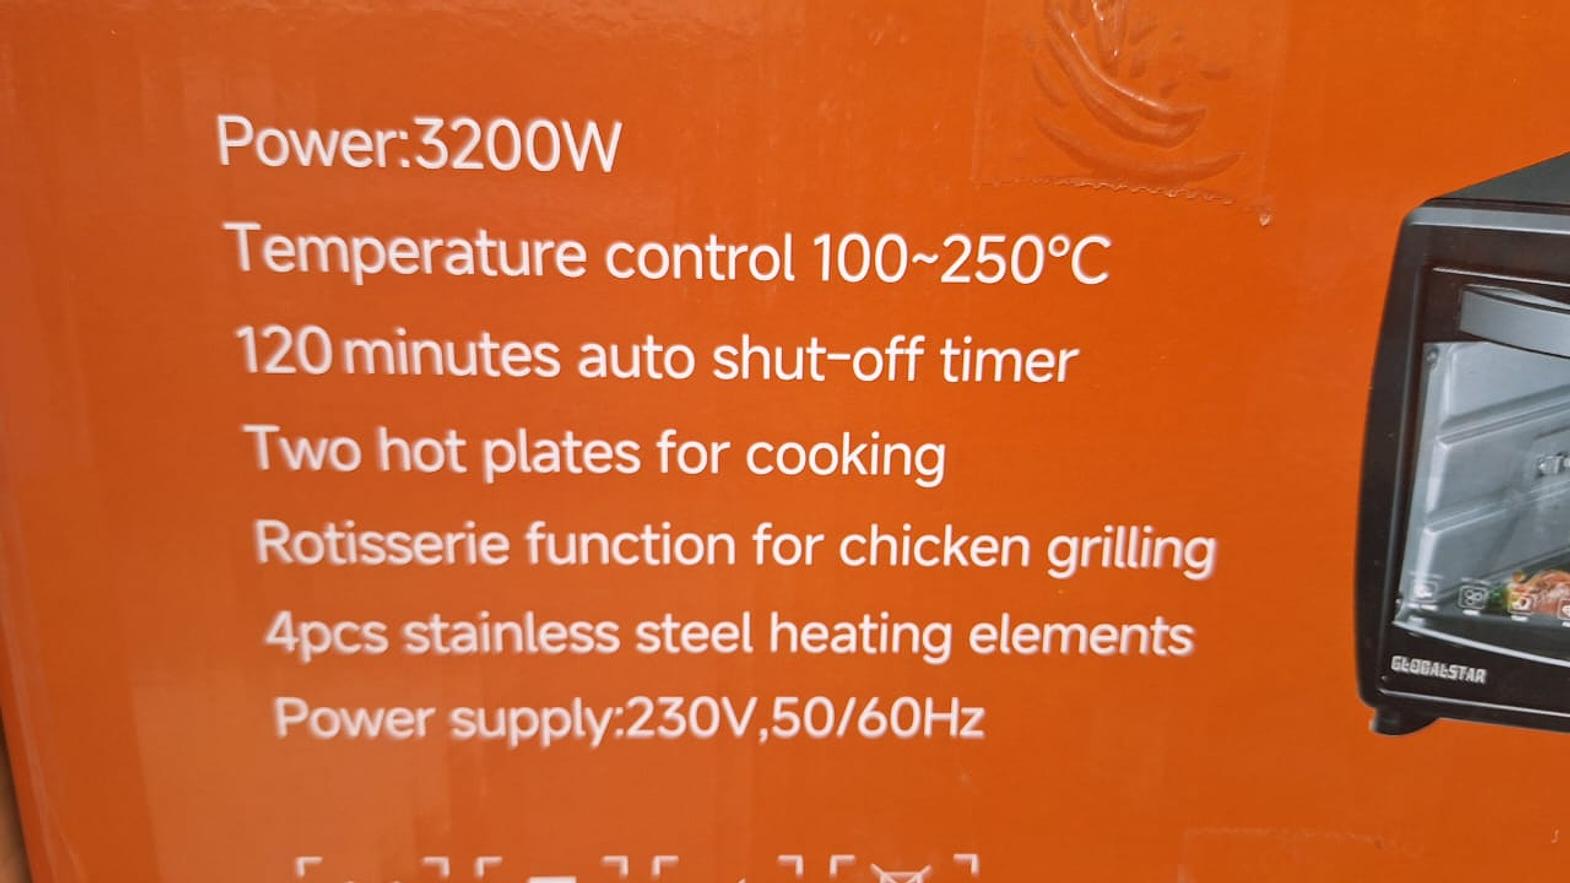 Power:3200W
Temperature control 100~250°C
120 minutes auto shut-off timer
Two hot plates for cooking
Rotisserie function for chicken grilling
4pcs stainless steel heating elements
GLOBALSTAR
Power supply:230V,50/60Hz